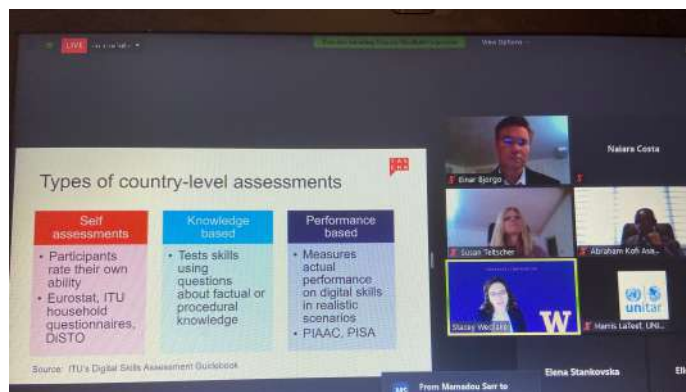 LIVE
View Options
Types of country-level assessments
Self
assessments
• Participants
rate their own
ability
• Eurostat, ITU
household
questionnaires,
DiSTO
Knowledge
based
• Tests skills
using
questions
about factual or
procedural
knowledge
Performance
based
• Measures
actual
performance
on digital skills
in realistic
scenarios
• PIAAC, PISA
Source: ITU's Digital Skills Assessment Guidebook
Einar Bjorgo
Naiara Costa
Susan Teltscher
Abraham Kofi Asa...
W
Stacey Wedlake
unitar
Harris LaTeef, UNI...
Elena Stankovska
From Mamadou Sarr to